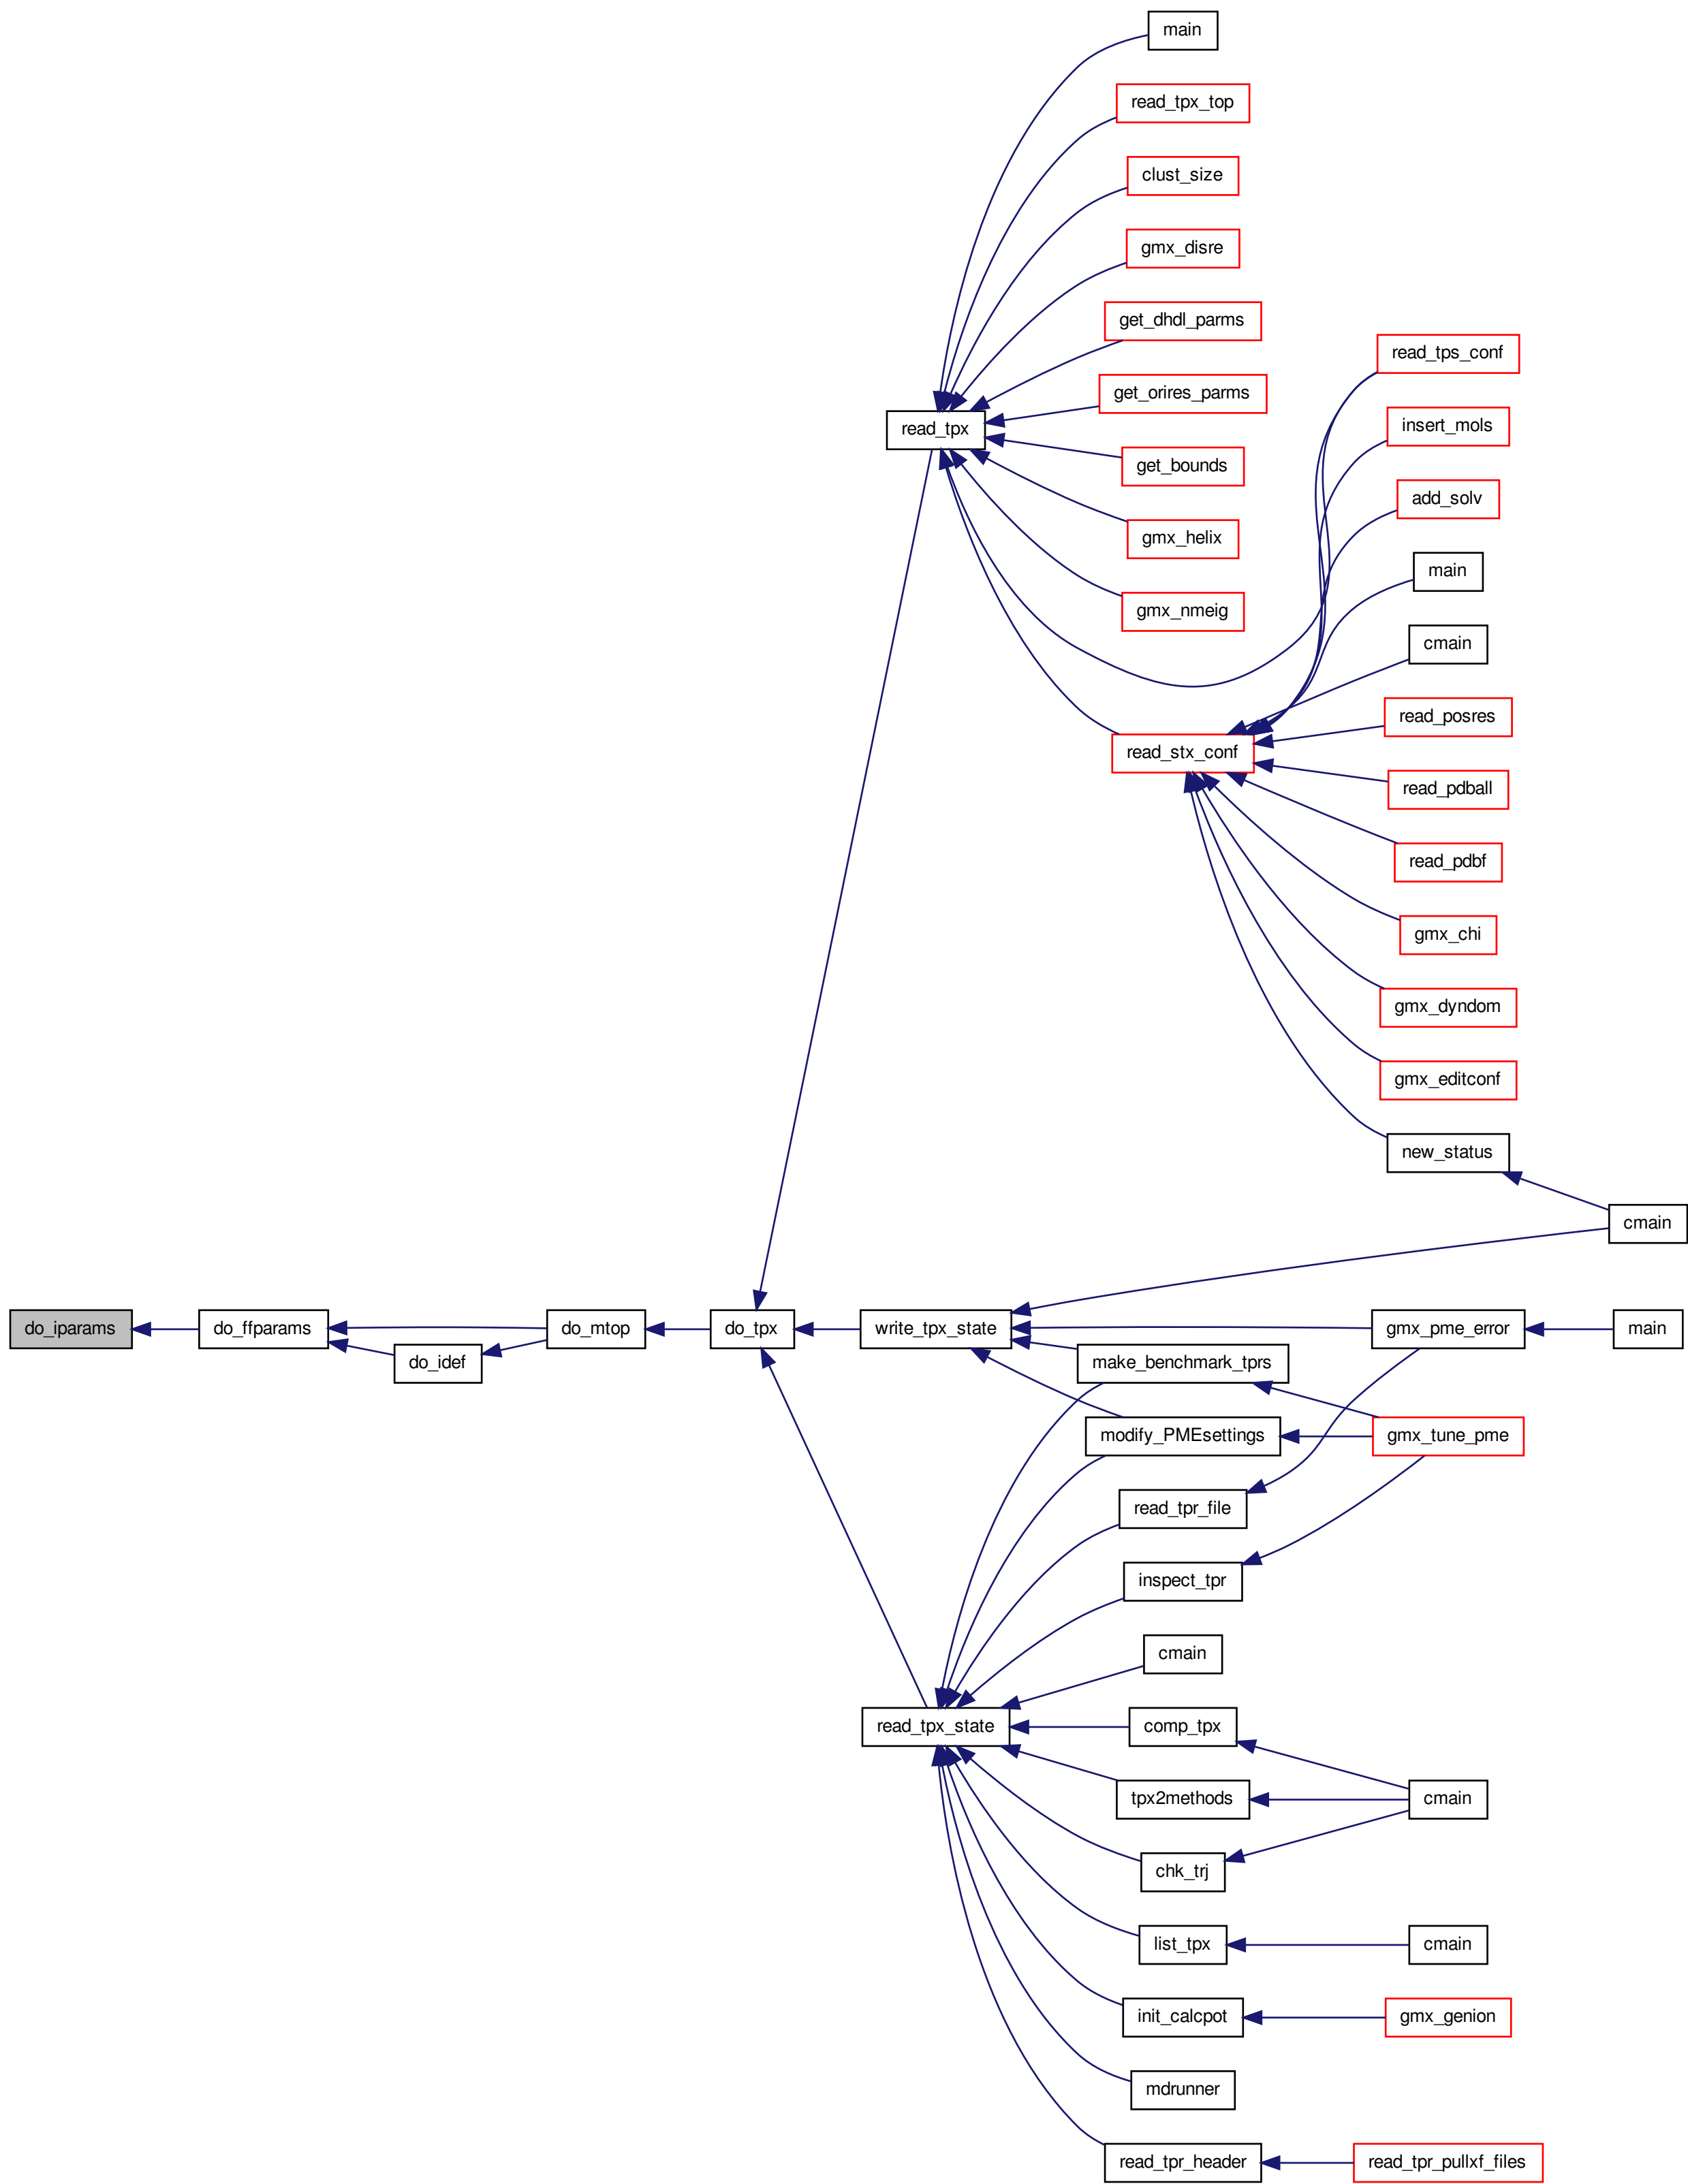 main
read_tpx_top
clust_size
gmx_disre
get_dhdl_parms
read_tps_conf
get_orires_parms
insert_mols
read_tpx
get_bounds
add_solv
gmx_helix
main
gmx_nmeig
cmain
read_posres
read_stx_conf
read_pdball
read_pdbf
gmx_chi
gmx_dyndom
gmx_editconf
new_status
cmain
do_iparams
do_ffparams
do_mtop
do_tpx
write_tpx_state
gmx_pme_error
main
do_idef
make_benchmark_tprs
modify_PMEsettings
gmx_tune_pme
read_tpr_file
inspect_tpr
cmain
read_tpx_state
comp_tpx
tpx2methods
cmain
chk_trj
list_tpx
cmain
init_calcpot
gmx_genion
mdrunner
read_tpr_header
read_tpr_pullxf_files